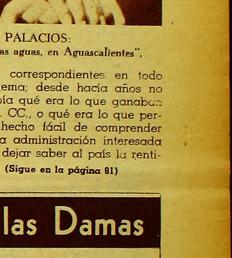 PALACIOS:
as aguas, en Aguascalientes",
correspondientes en todo
ema; desde hacía años no
bía qué era lo que ganaba
. CC., o qué era lo que per-
hecho fácil de comprender
a administración interesada
dejar saber al país la renti-
(Sigue en la página 81)
las Damas